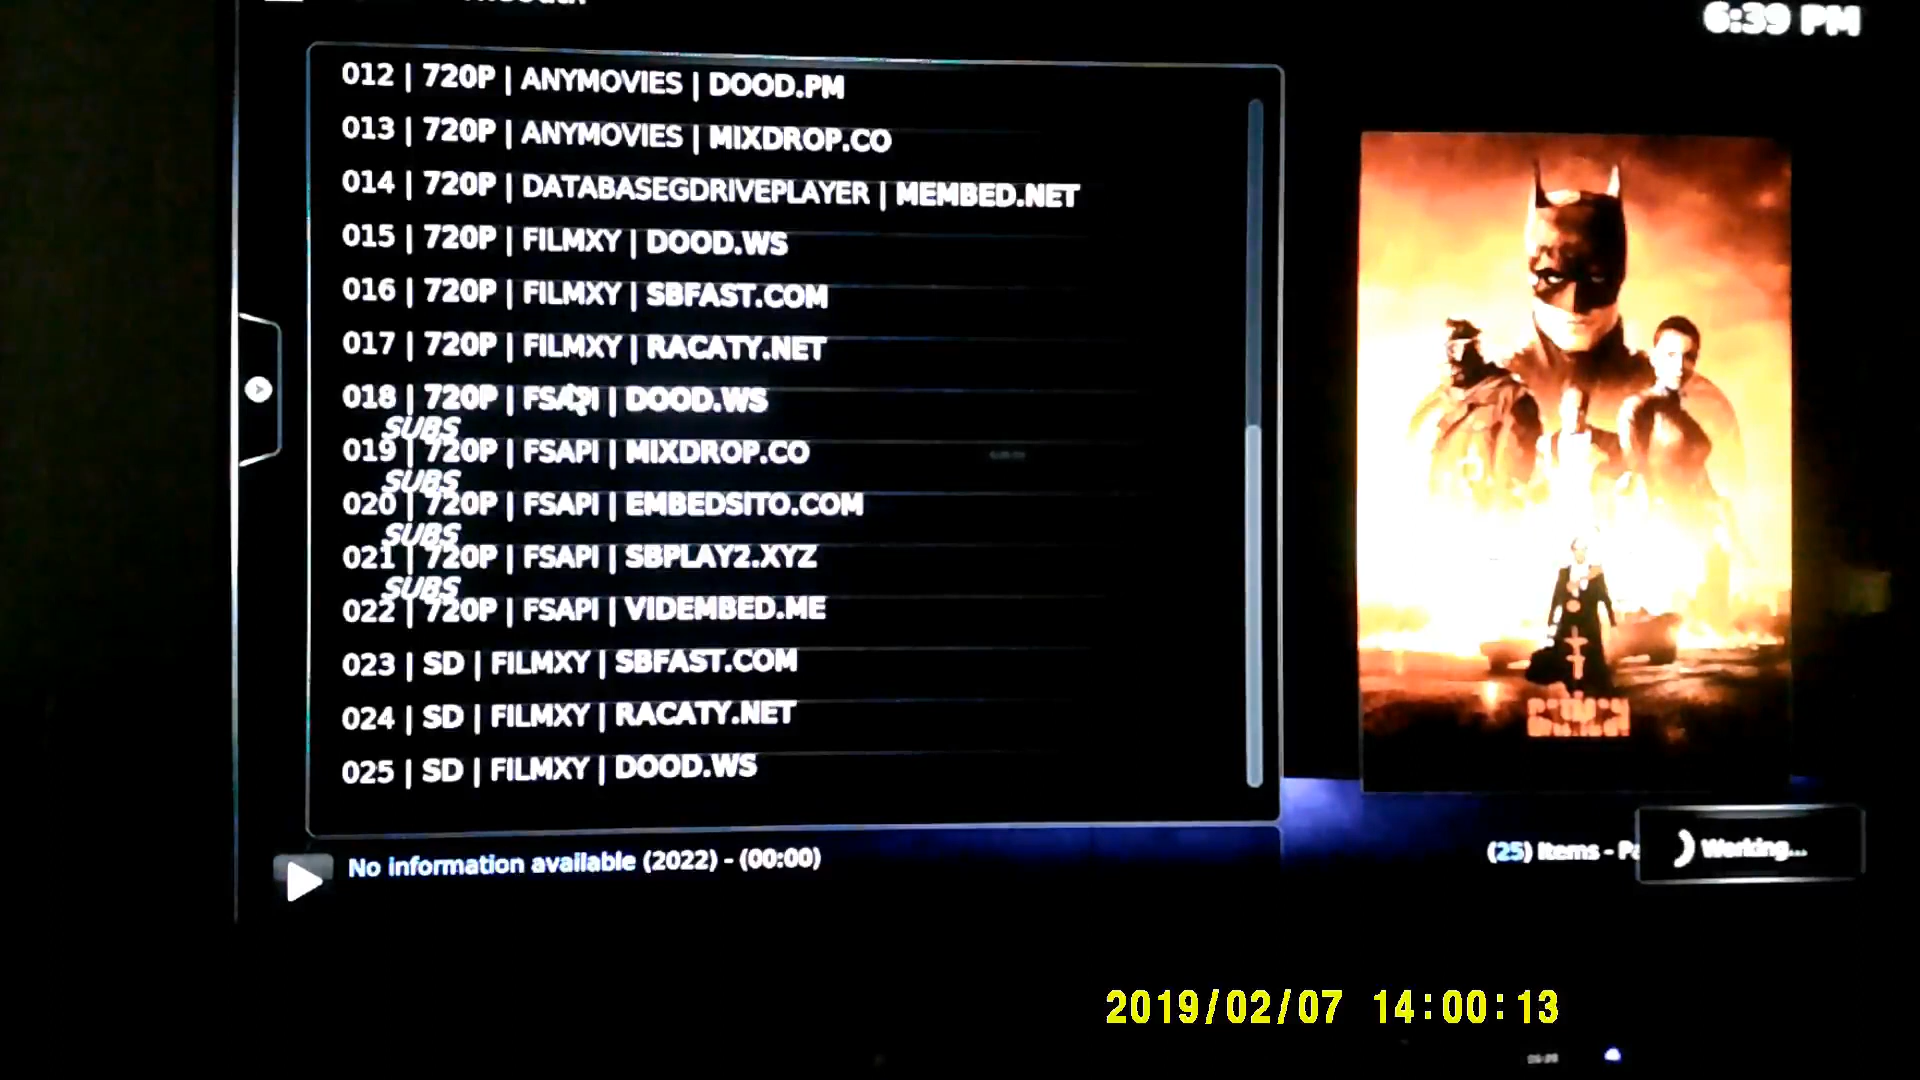 6:39 PM
012 | 720P | ANYMOVIES | DOOD.PM
013 | 720P | ANYMOVIES | MIXDROP.CO
014 | 720P | DATABASEGDRIVEPLAYER | MEMBED.NET
015 | 720P | FILMXY | DOOD.WS
016 | 720P | FILMXY | SBFAST.COM
017 | 720P | FILMXY | RACATY.NET
018 | 720P | FSAPI | DOOD.WS
SUBS
019 | 720P | FSAPI | MIXDROP.CO
SUBS
020 | 720P | FSAPI | EMBEDSITO.COM
SUBS
021 | 720P | FSAPI | SBPLAY2.XYZ
SUBS
022 | 720P | FSAPI | VIDEMBED.ME
023 | SD | FILMXY | SBFAST.COM
024 | SD | FILMXY | RACATY.NET
025 | SD | FILMXY | DOOD.WS
No information available (2022) - (00:00)
(25) Items -
Working...
2019/02/07 14:00:13